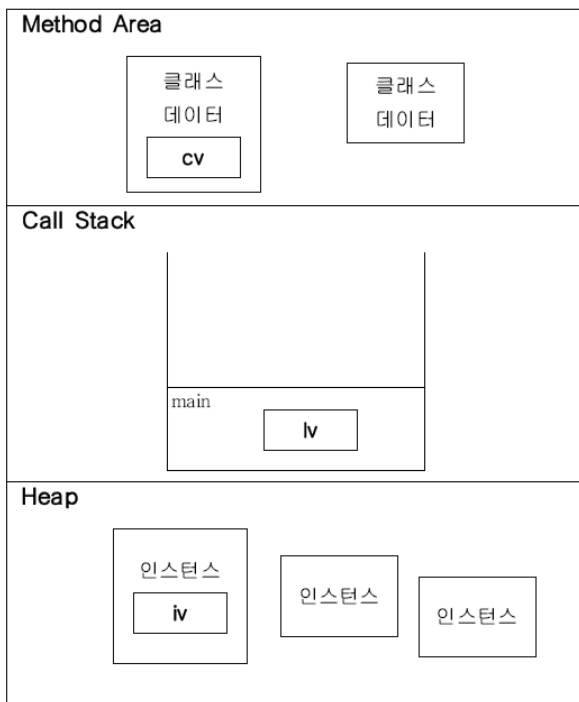 Method Area
클래스
데이터
cv
클래스
데이터
Call Stack
main
lv
Heap
인스턴스
iv
인스턴스
인스턴스